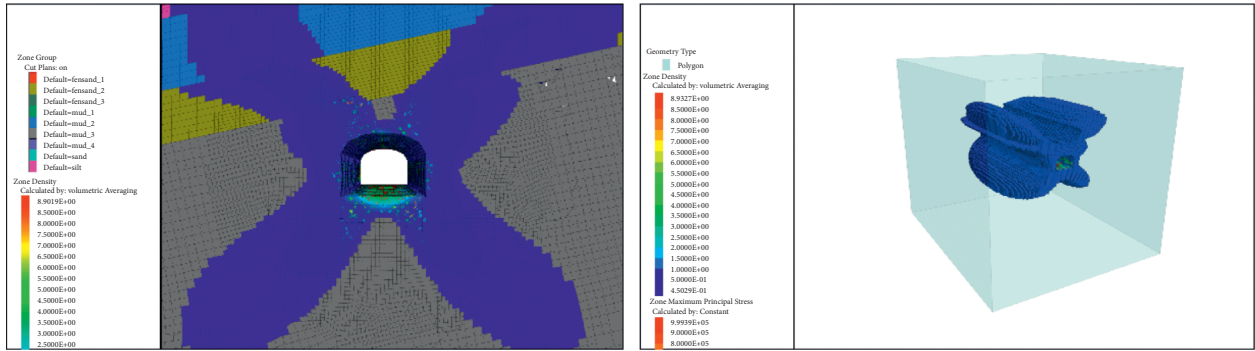 Zone Group
Cut Plans: on
Default=fensand_1
Default=fensand_2
Default=fensand_3
Default=mud_1
Default=mud_2
Default=mud_3
Default=mud_4
Default=sand
Default=silt
Zone Density
Calculated by: volumetric Averaging
8.9019E+00
8.5000E+00
8.0000E+00
7.5000E+00
7.0000E+00
6.5000E+00
6.0000E+00
5.5000E+00
5.0000E+00
4.5000E+00
4.0000E+00
3.5000E+00
3.0000E+00
2.5000E+00
Geometry Type
Polygon
Zone Density
Calculated by: volumetric Averaging
8.9327E+00
8.5000E+00
8.0000E+00
7.5000E+00
7.0000E+00
6.5000E+00
6.0000E+00
5.5000E+00
5.0000E+00
4.5000E+00
4.0000E+00
3.5000E+00
3.0000E+00
2.5000E+00
2.0000E+00
1.5000E+00
1.0000E+00
5.0000E-01
4.5029E-01
Zone Maximum Principal Stress
Calculated by: Constant
9.9939E+05
9.0000E+05
8.0000E+05